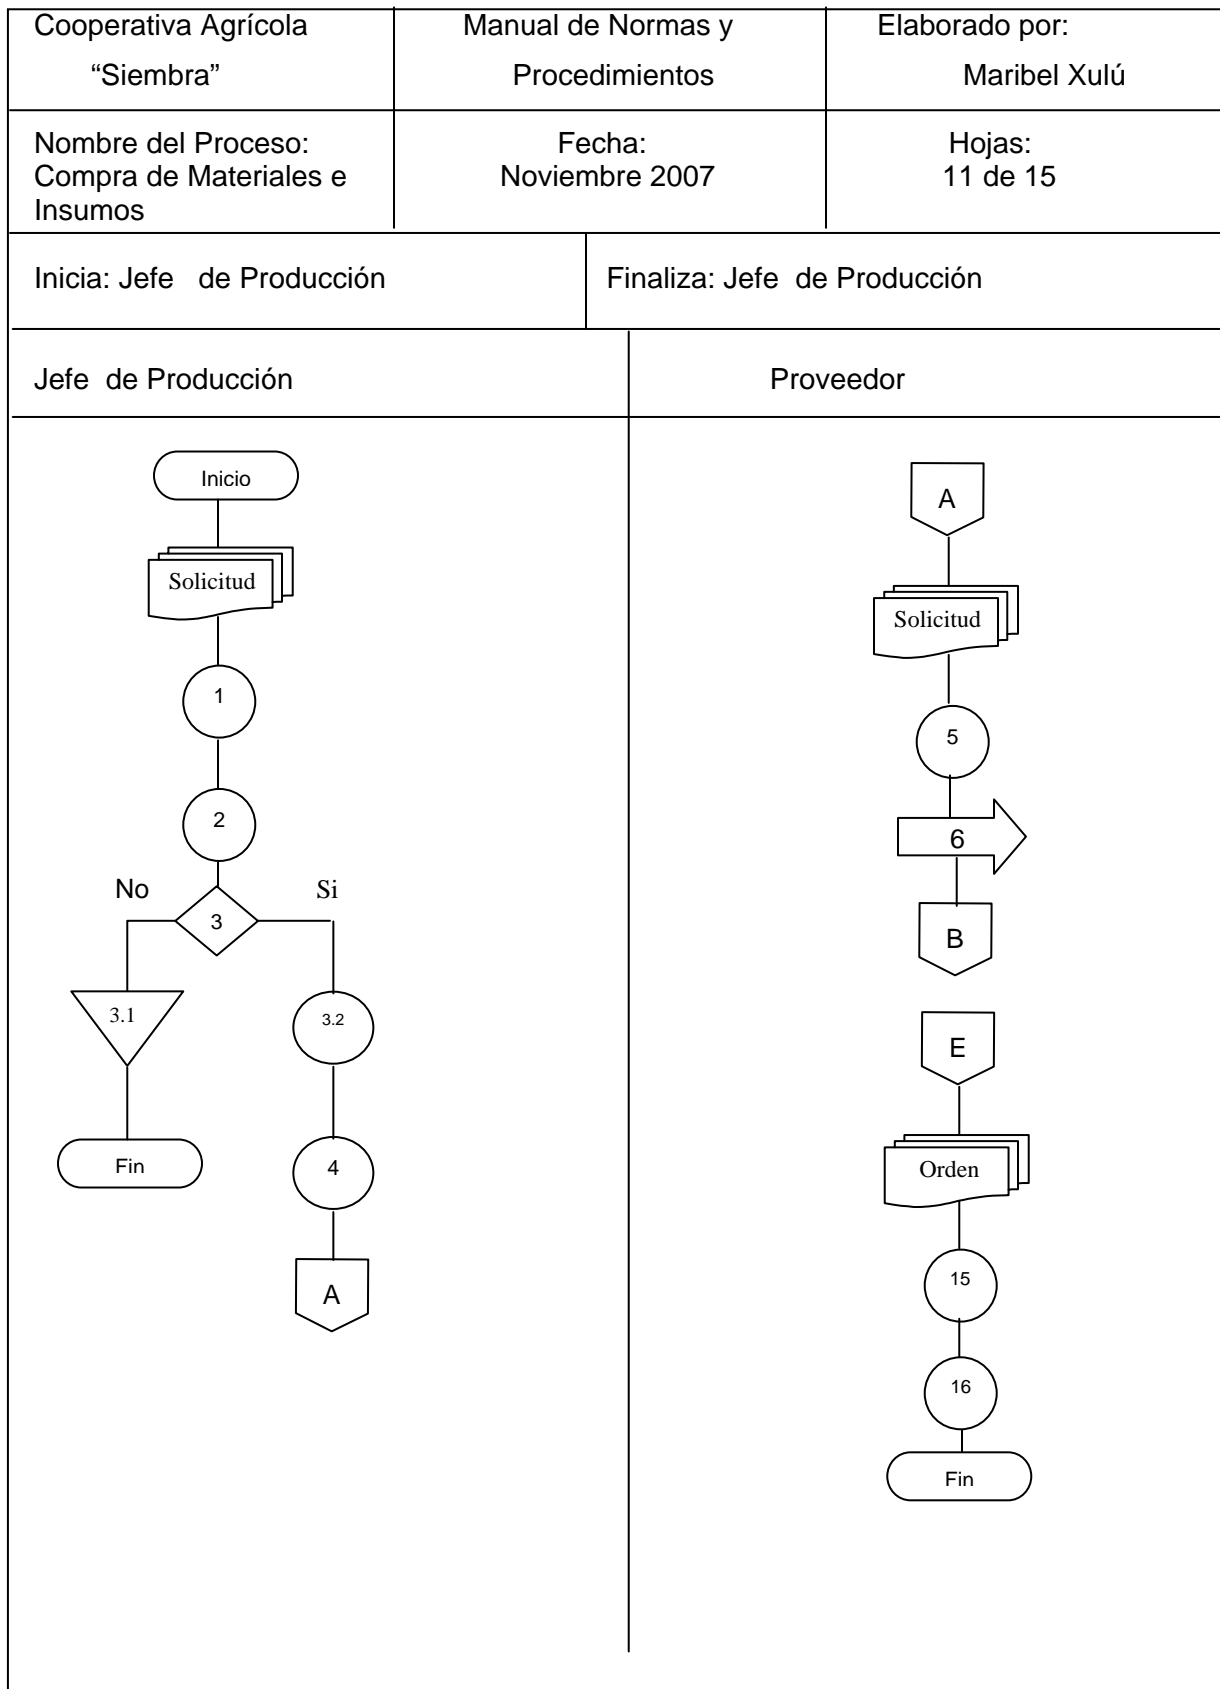 Cooperativa Agrícola
“Siembra”
Manual de Normas y
Procedimientos
Elaborado por:
Maribel Xulú
Nombre del Proceso:
Compra de Materiales e
Insumos
Fecha:
Noviembre 2007
Hojas:
11 de 15
Inicia: Jefe de Producción
Finaliza: Jefe de Producción
Jefe de Producción
Proveedor
Inicio
Solicitud
1
2
No
Si
3
3.1
3.2
Fin
4
A
A
Solicitud
5
6
B
E
Orden
15
16
Fin